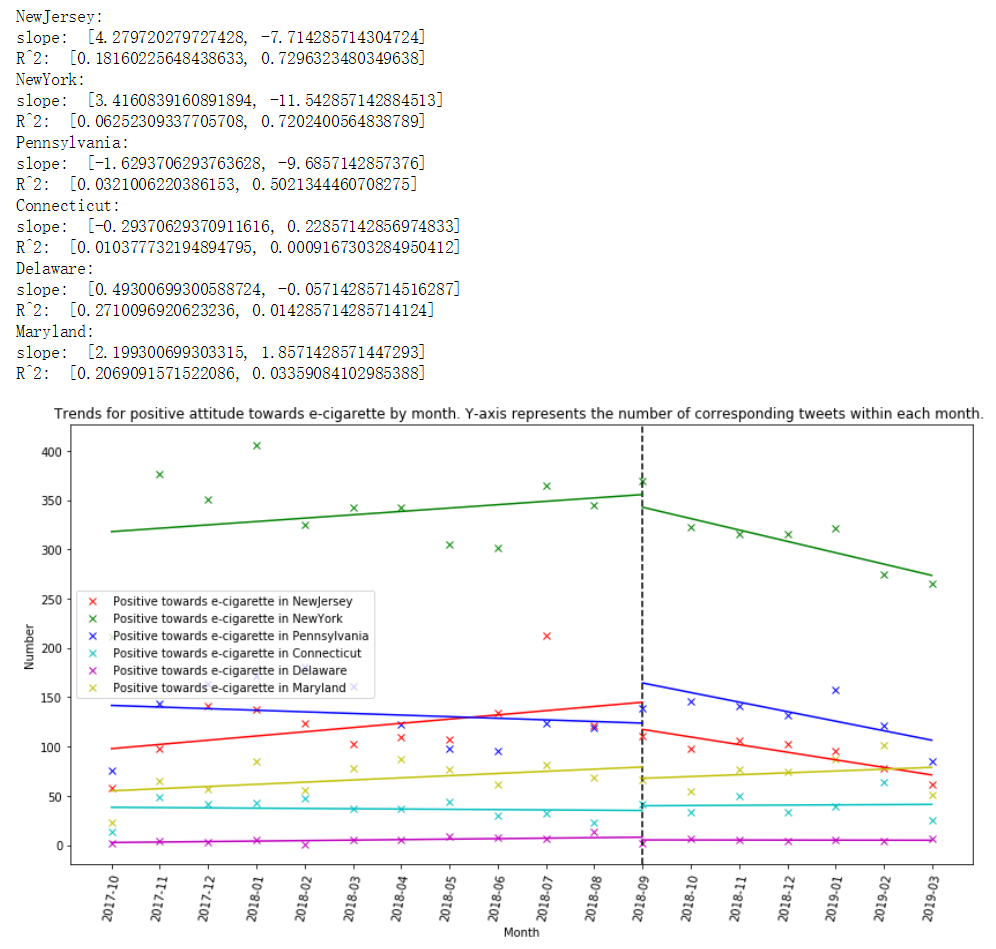 NewJersey:
slope:  [4.279720279727428, -7.714285714304724]
R^2:  [0.18160225648438633, 0.7296323480349638]
NewYork:
slope:  [3.4160839160891894, -11.542857142884513]
R^2:  [0.06252309337705708, 0.7202400564838789]
Pennsylvania:
slope:  [-1.6293706293763628, -9.6857142857376]
R^2:  [0.0321006220386153, 0.5021344460708275]
Connecticut:
slope:  [-0.29370629370911616, 0.22857142856974833]
R^2:  [0.010377732194894795, 0.0009167303284950412]
Delaware:
slope:  [0.49300699300588724, -0.05714285714516287]
R^2:  [0.2710096920623236, 0.014285714285714124]
Maryland:
slope:  [2.199300699303315, 1.8571428571447293]
R^2:  [0.2069091571522086, 0.03359084102985388]
Trends for positive attitude towards e-cigarette by month. Y-axis represents the number of corresponding tweets within each month.
400
350
300
250
200
150
100
50
0
Number
Positive towards e-cigarette in NewJersey
Positive towards e-cigarette in NewYork
Positive towards e-cigarette in Pennsylvania
Positive towards e-cigarette in Connecticut
Positive towards e-cigarette in Delaware
Positive towards e-cigarette in Maryland
2017-10
2017-11
2017-12
2018-01
2018-02
2018-03
2018-04
2018-05
2018-06
2018-07
2018-08
2018-09
2018-10
2018-11
2018-12
2019-01
2019-02
2019-03
Month